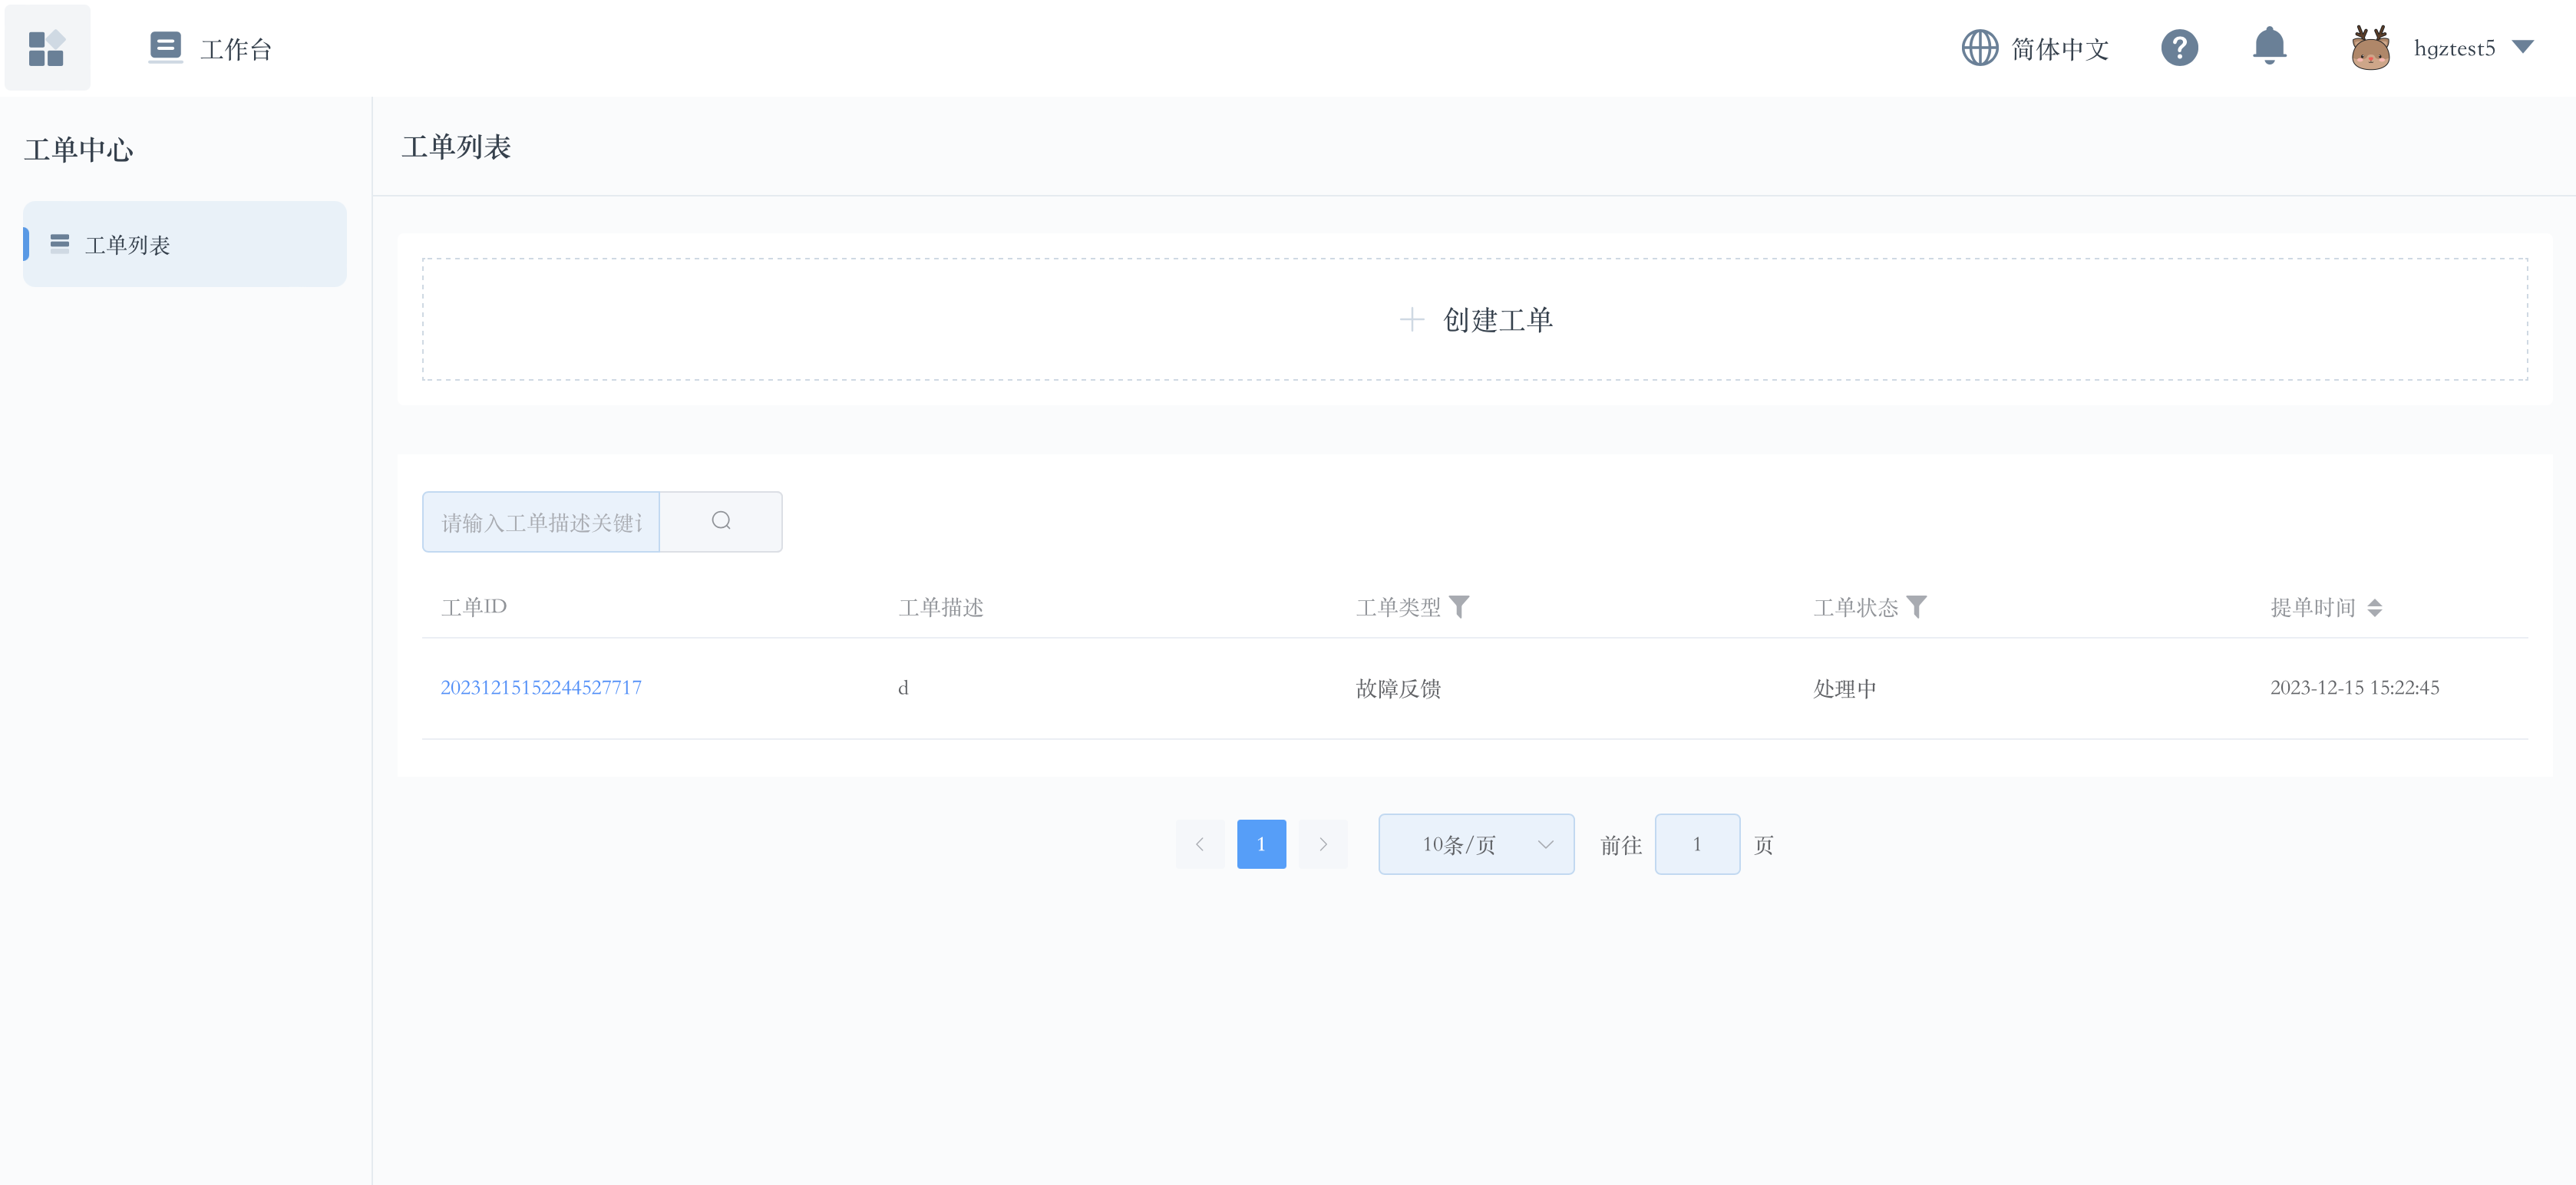 工作台
简体中文
hgztest5
工单中心
工单列表
工单列表
创建工单
请输入工单描述关键
工单ID 工单描述 工单类型 工单状态 提单时间
20231215152244527717 d 故障反馈 处理中 2023-12-15 15:22:45
1 10条/页 前往 1 页